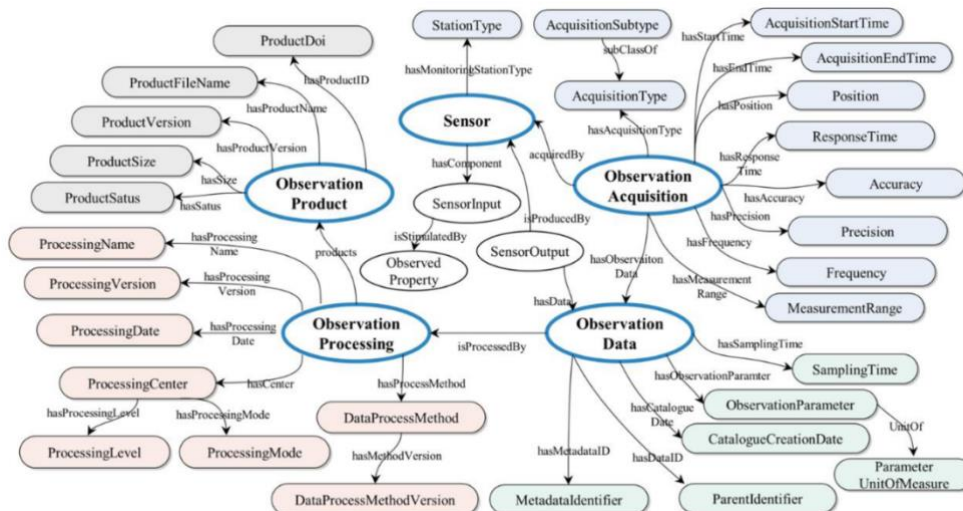 ProductDoi
StationType
AcquisitionSubtype
AcquisitionStartTime
hasProductID
subClassOf
hasStartTime
ProductFileName
hasMonitoringStationType
AcquisitionEndTime
hasEndTime
hasProductName
AcquisitionType
Position
hasPosition
ProductVersion
Sensor
hasAcquisitionType
ResponseTime
hasProductVersion
acquiredBy
hasResponse
Time
ProductSize
hasComponent
Observation
Acquisition
Accuracy
hasSize
Observation
Product
hasAccuracy
ProductSatus
hasSatus
SensorInput
isProducedBy
hasPrecision
Precision
ProcessingName
hasProcessing
Name
products
isStimulatedBy
SensorOutput
hasFrequency
hasObservaitonData
Observed
Property
Frequency
ProcessingVersion
hasProcessing
Version
hasMeasurement
Range
hasData
MeasurementRange
ProcessingDate
hasProcessing
Date
Observation
Processing
isProcessedBy
Observation
Data
hasSamplingTime
SamplingTime
ProcessingCenter
hasCenter
hasProcessMethod
hasObservationParamter
hasProcessingLevel
hasProcessingMode
DataProcessMethod
hasCatalogue
Date
ObservationParameter
UnitOf
CatalogueCreationDate
ProcessingLevel
ProcessingMode
hasMethodVersion
hasMetadataID
hasDataID
Parameter
UnitOfMeasure
DataProcessMethodVersion
MetadataIdentifier
ParentIdentifier